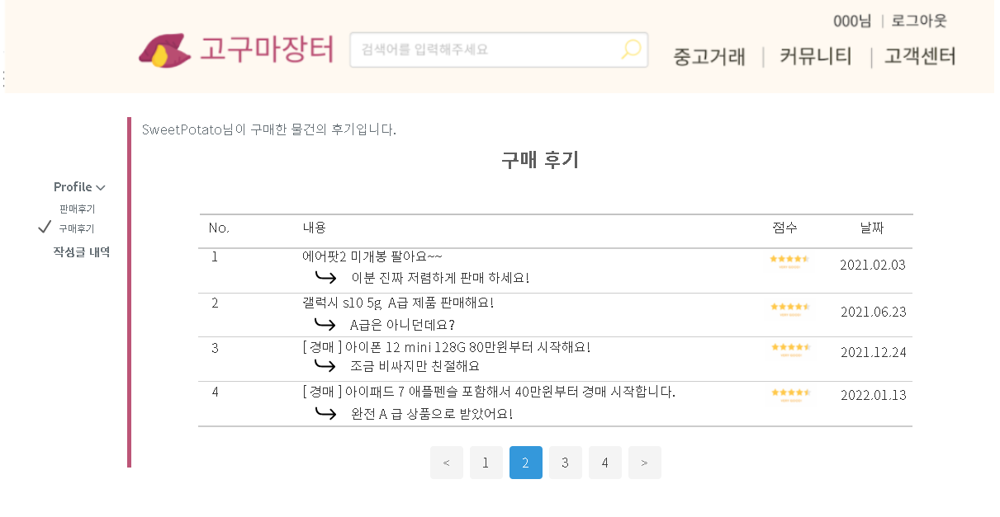 000님 | 로그아웃
고구마장터
검색어를 입력해주세요
중고거래 | 커뮤니티 | 고객센터
SweetPotato님이 구매한 물건의 후기입니다.
구매 후기
Profile
판매후기
구매후기
작성글 내역
No. 내용 점수 날짜
1 에어팟2 미개봉 팔아요~~
이분 진짜 저렴하게 판매 하세요! 2021.02.03
2 갤럭시 s10 5g A급 제품 판매해요!
A급은 아니던데요? 2021.06.23
3 [ 경매 ] 아이폰 12 mini 128G 80만원부터 시작해요!
조금 비싸지만 친절해요 2021.12.24
4 [ 경매 ] 아이패드 7 애플펜슬 포함해서 40만원부터 경매 시작합니다.
완전 A 급 상품으로 받았어요! 2022.01.13
< 1 2 3 4 >